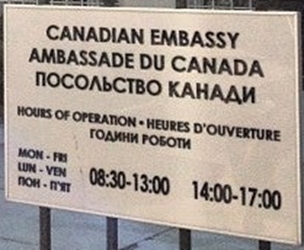 CANADIAN EMBASSY
AMBASSADE DU CANADA
ПОСОЛЬСТВО КАНАДИ
HOURS OF OPERATION • HEURES D'OUVERTURE
ГОДИНИ РОБОТИ
MON - FRI
LUN - VEN
ПОН - П'ЯТ
08:30-13:00 14:00-17:00